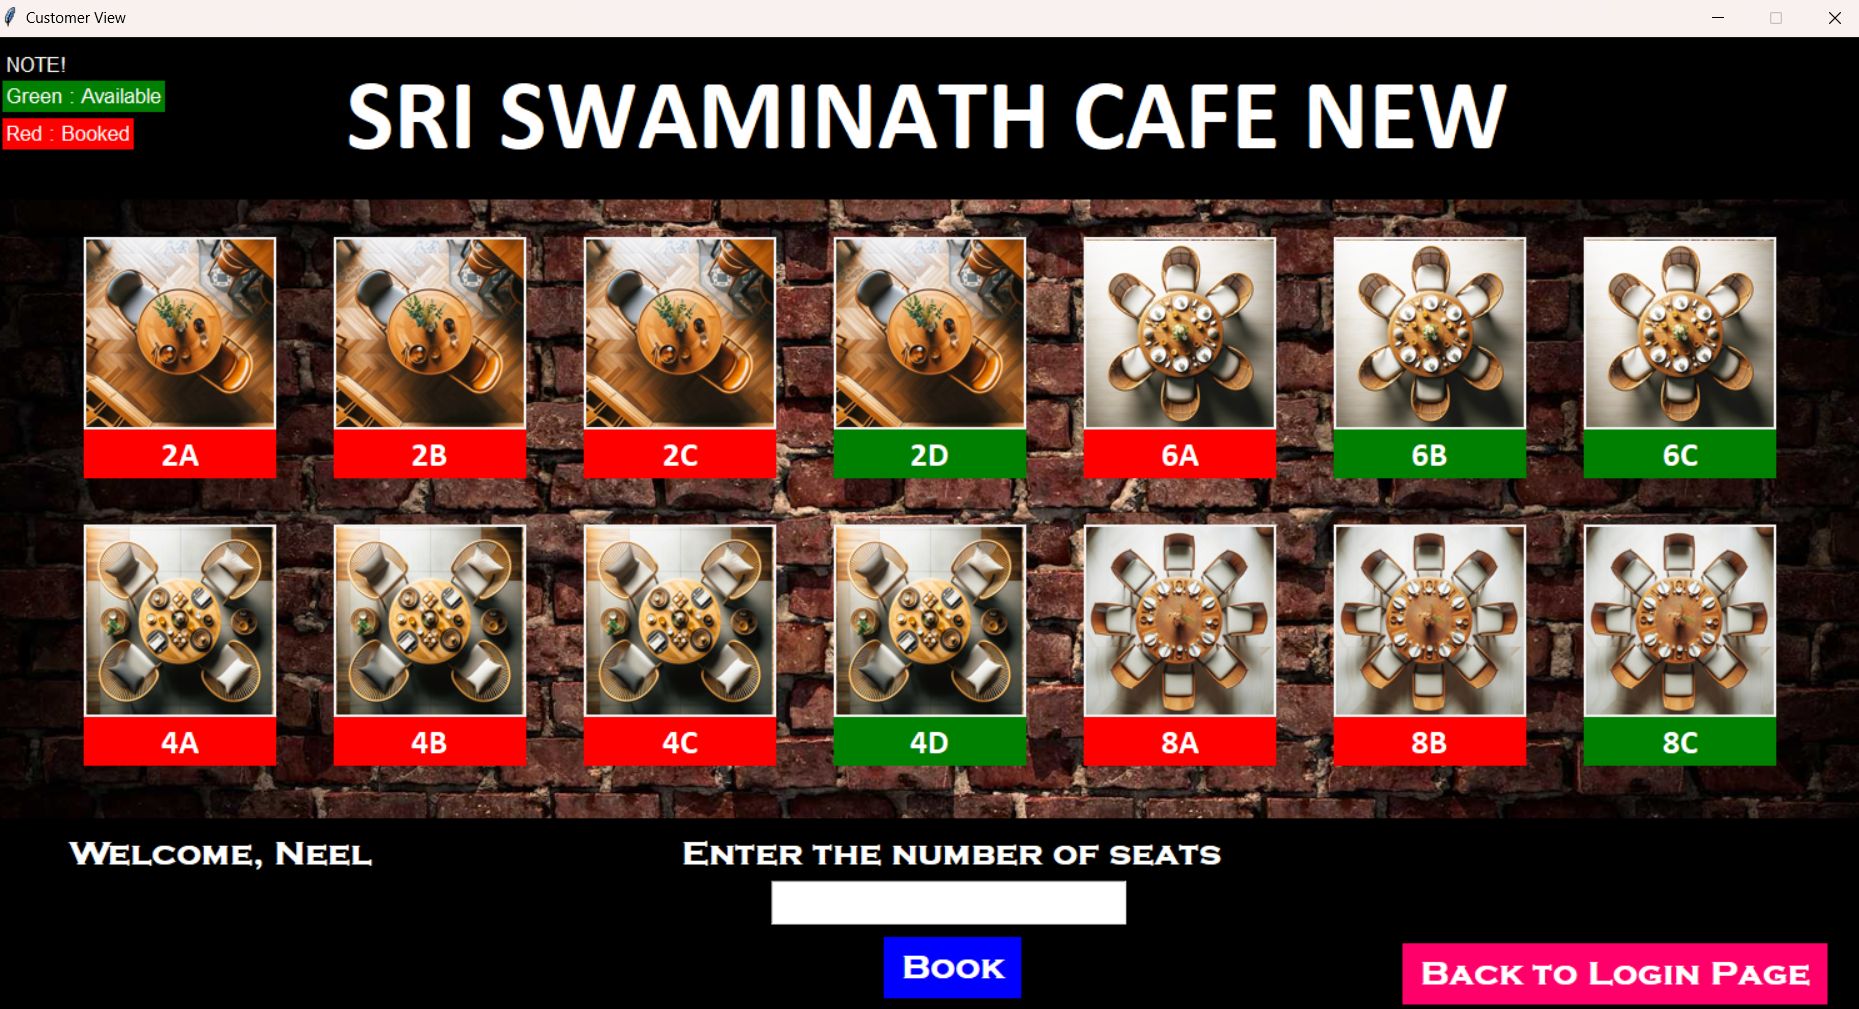 Customer View
NOTE!
Green : Available
Red : Booked
SRI SWAMINATH CAFE NEW
2A 2B 2C 2D 6A 6B 6C
4A 4B 4C 4D 8A 8B 8C
Welcome, Neel
Enter the number of seats
Book
Back to Login Page